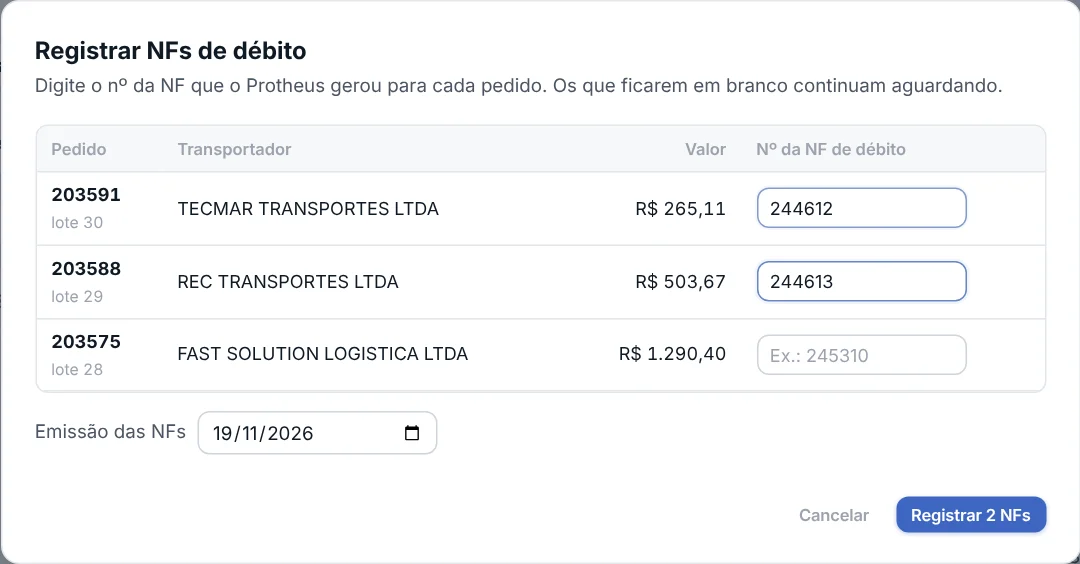 Registrar NFs de débito
Digite o nº da NF que o Protheus gerou para cada pedido. Os que ficarem em branco continuam aguardando.
Pedido Transportador Valor Nº da NF de débito
203591
lote 30
TECMAR TRANSPORTES LTDA R$ 265,11 244612
203588
lote 29
REC TRANSPORTES LTDA R$ 503,67 244613
203575
lote 28
FAST SOLUTION LOGISTICA LTDA R$ 1.290,40 Ex.: 245310
Emissão das NFs 19/11/2026
Cancelar Registrar 2 NFs